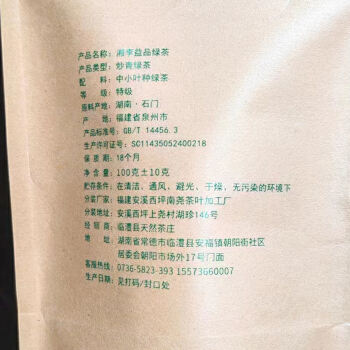 产品名称：湘李益品绿茶
产品类型：炒青绿茶
配    料：中小叶种绿茶
等    级：特级
原料产地：湖南·石门
产    地：福建省泉州市
产品标准号：GB/T 14456.3
生产许可证号：SC11435052400218
保 质 期：18个月
净 含 量：100克±10克
贮存条件：在清洁、通风、避光、干燥，无污染的环境下
分装厂家：福建安溪西坪南尧茶叶加工厂
分装地址：安溪西坪上尧村湖珍146号
经 销 商：临澧县天然茶庄
地    址：湖南省常德市临澧县安福镇朝阳街社区
居委会朝阳市场外17号门面
客服热线：0736-5823-393 15573660007
生产日期：见打码/封口处